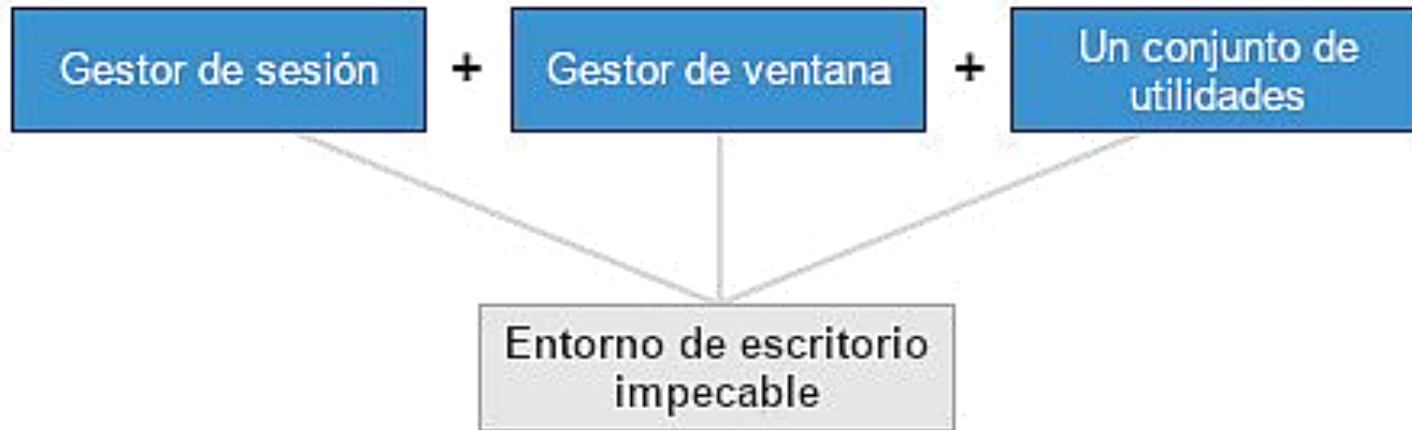 Gestor de sesión + Gestor de ventana + Un conjunto de
utilidades
Entorno de escritorio
impecable